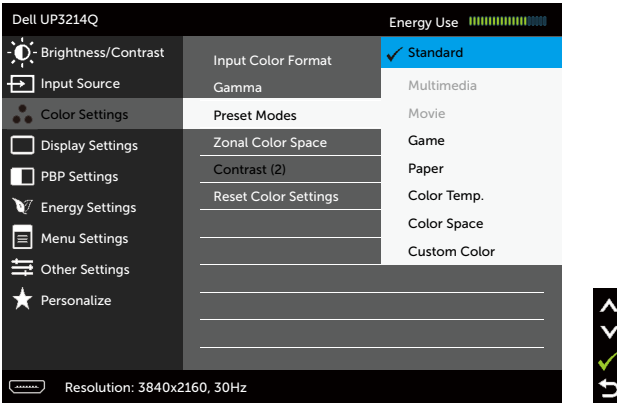 Dell UP3214Q
Energy Use
Brightness/Contrast
Input Source
Color Settings
Display Settings
PBP Settings
Energy Settings
Menu Settings
Other Settings
Personalize
Input Color Format
Gamma
Preset Modes
Zonal Color Space
Contrast (2)
Reset Color Settings
Standard
Multimedia
Movie
Game
Paper
Color Temp.
Color Space
Custom Color
Resolution: 3840x2160, 30Hz